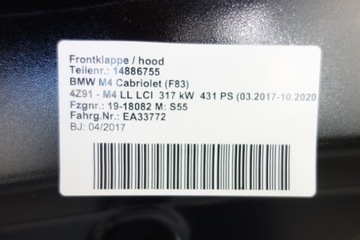 Frontklappe / hood
Teilenr.: 14886755
BMW M4 Cabriolet (F83)
4Z91 - M4 LL LCI 317 kW 431 PS (03.2017-10.2020
Fzgnr.: 19-18082 M: S55
Fahrg.Nr.: EA33772
BJ: 04/2017